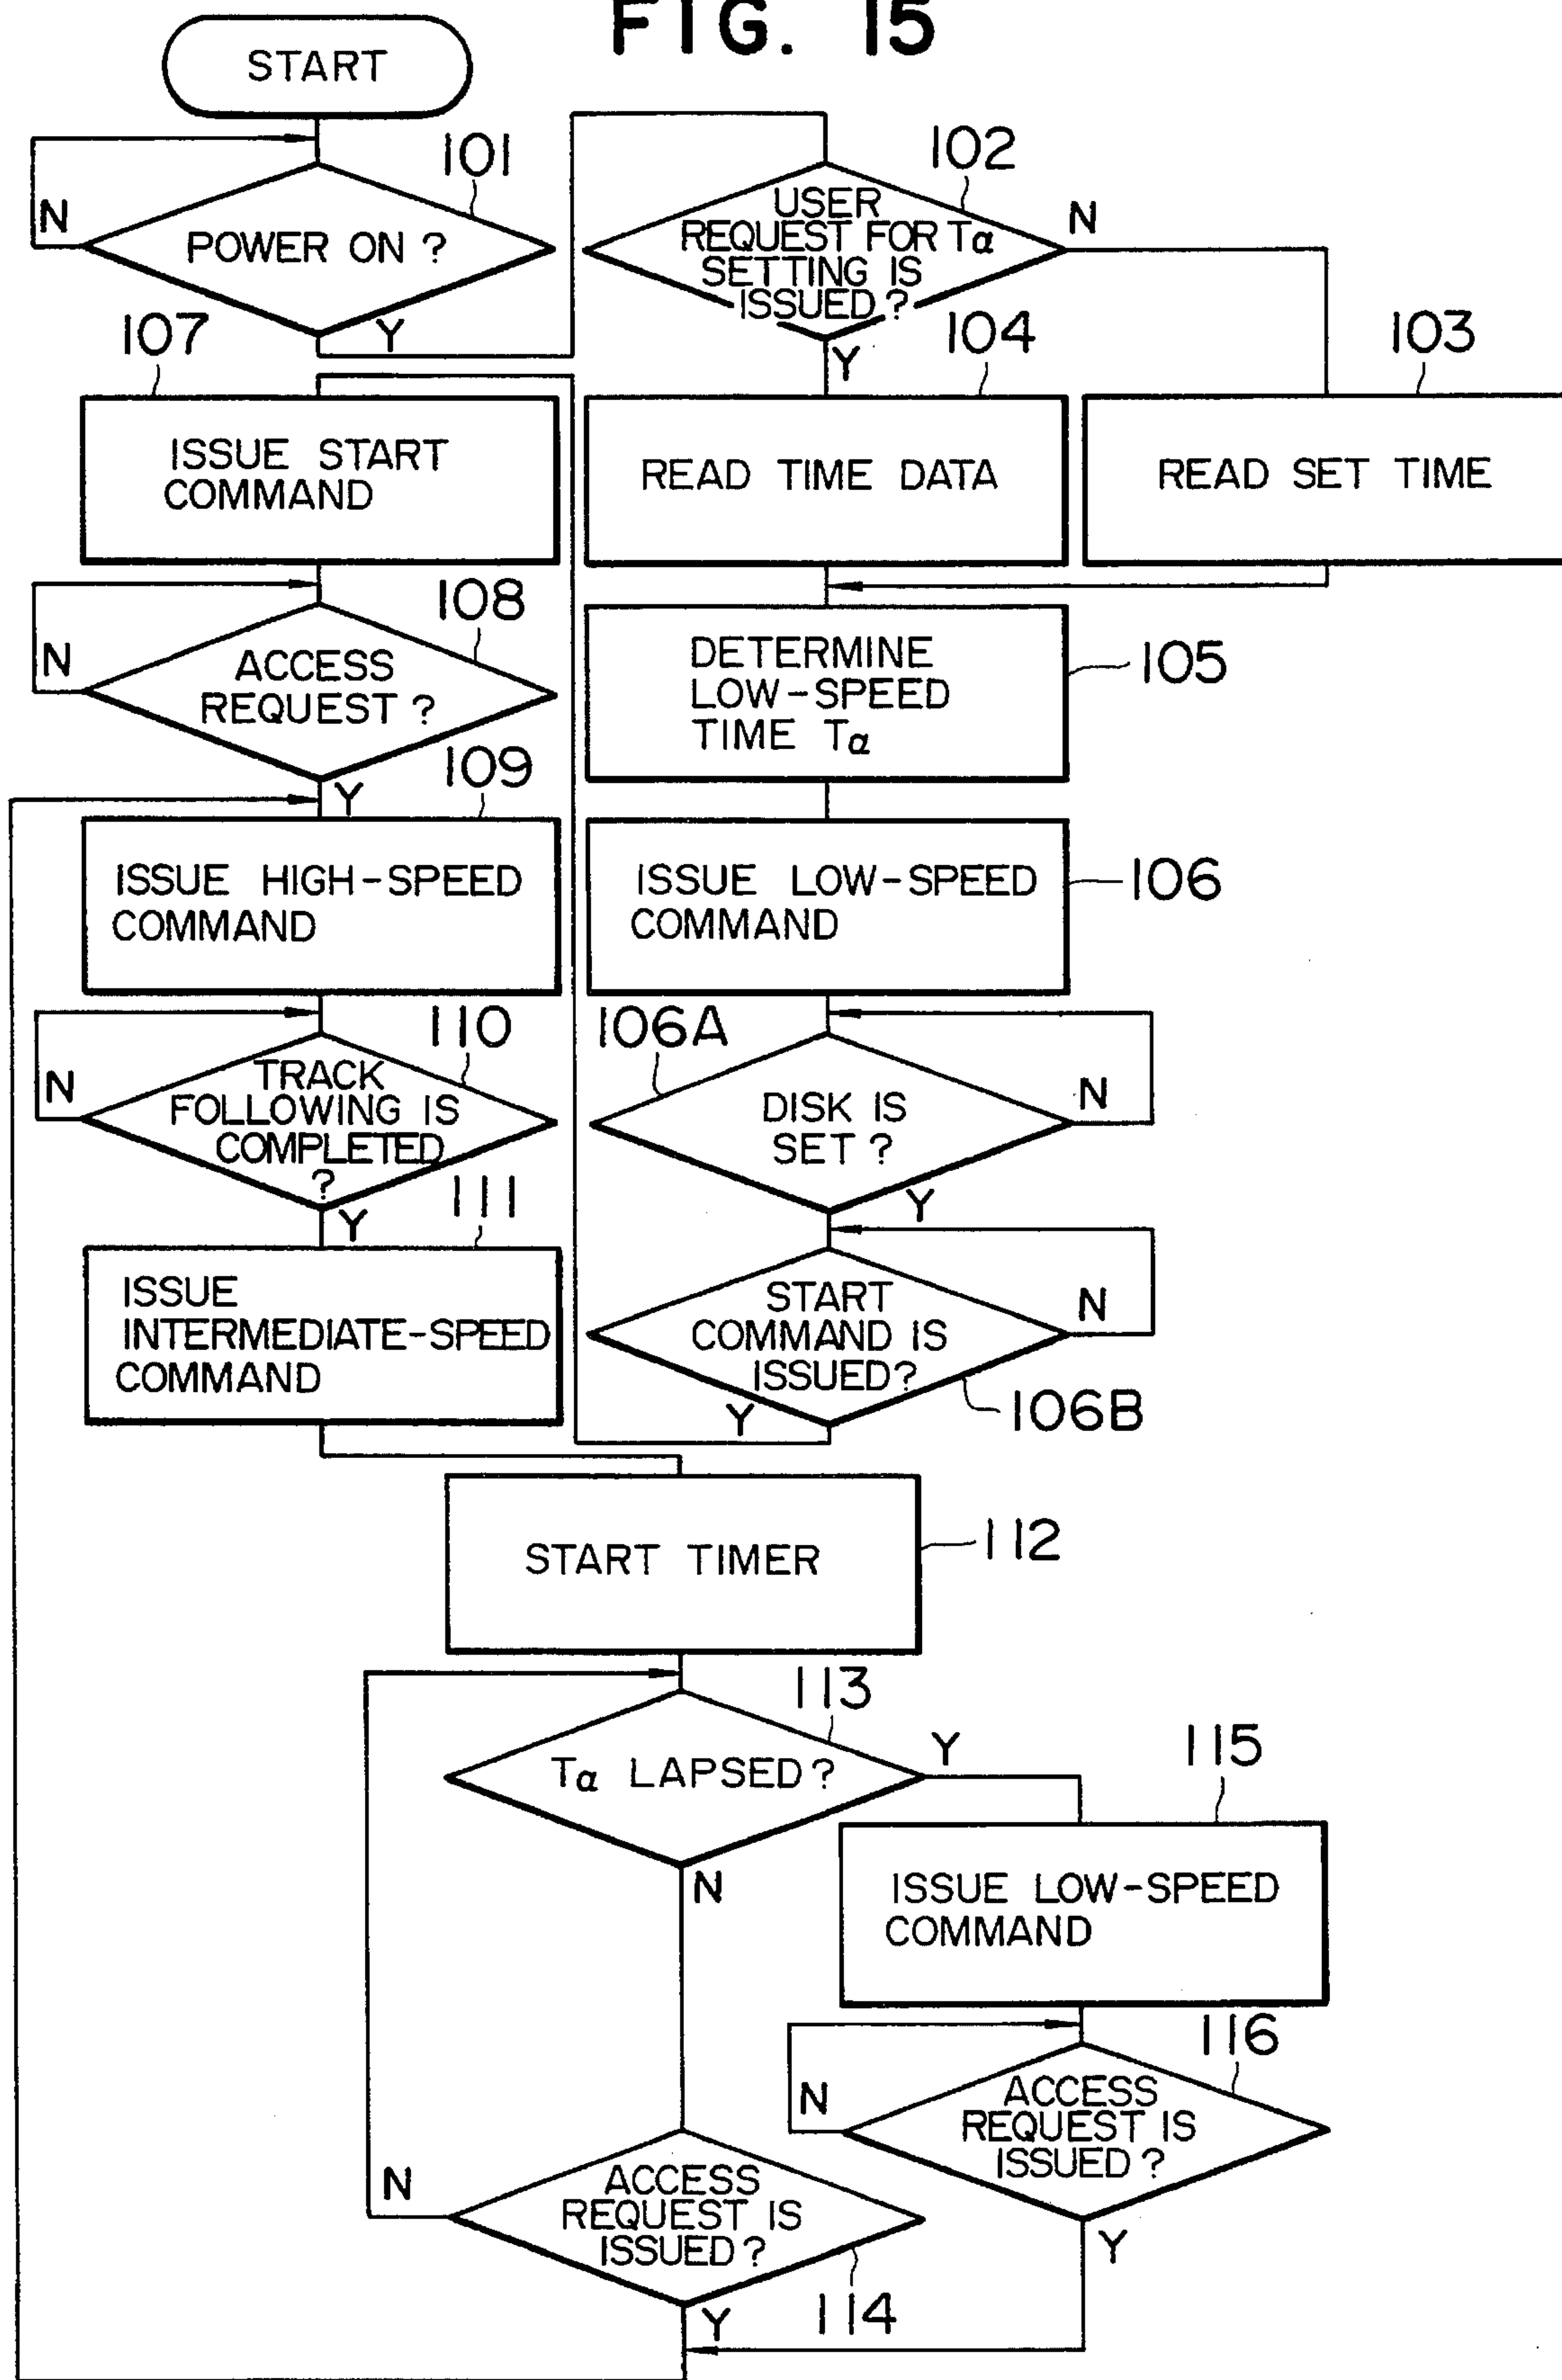 FIG. 15
START
101
N
POWER ON ?
Y
102
USER
REQUEST FOR Tα
SETTING IS
ISSUED ?
N
Y
103
READ SET TIME
104
READ TIME DATA
105
DETERMINE
LOW-SPEED
TIME Tα
106
ISSUE LOW-SPEED
COMMAND
106A
DISK IS
SET ?
N
Y
START
COMMAND IS
ISSUED?
N
Y
106B
107
ISSUE START
COMMAND
108
N
ACCESS
REQUEST ?
Y
109
ISSUE HIGH-SPEED
COMMAND
110
N
TRACK
FOLLOWING IS
COMPLETED
?
Y
111
ISSUE
INTERMEDIATE-SPEED
COMMAND
START TIMER
112
113
Tα LAPSED ?
Y
N
115
ISSUE LOW-SPEED
COMMAND
116
N
ACCESS
REQUEST IS
ISSUED ?
Y
N
ACCESS
REQUEST IS
ISSUED ?
Y
114